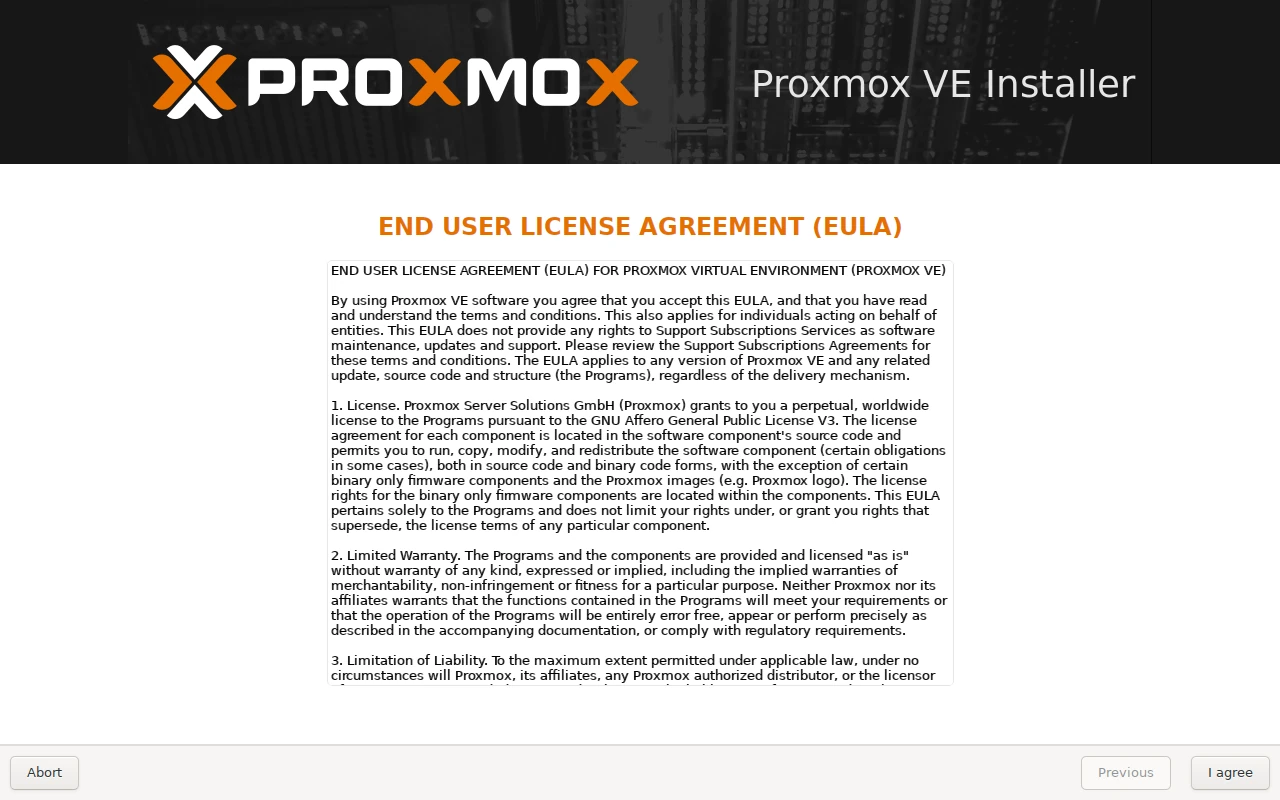 PROXMOX
Proxmox VE Installer
END USER LICENSE AGREEMENT (EULA)
END USER LICENSE AGREEMENT (EULA) FOR PROXMOX VIRTUAL ENVIRONMENT (PROXMOX VE)
By using Proxmox VE software you agree that you accept this EULA, and that you have read
and understand the terms and conditions. This also applies for individuals acting on behalf of
entities. This EULA does not provide any rights to Support Subscriptions Services as software
maintenance, updates and support. Please review the Support Subscriptions Agreements for
these terms and conditions. The EULA applies to any version of Proxmox VE and any related
update, source code and structure (the Programs), regardless of the delivery mechanism.
1. License. Proxmox Server Solutions GmbH (Proxmox) grants to you a perpetual, worldwide
license to the Programs pursuant to the GNU Affero General Public License V3. The license
agreement for each component is located in the software component's source code and
permits you to run, copy, modify, and redistribute the software component (certain obligations
in some cases), both in source code and binary code forms, with the exception of certain
binary only firmware components and the Proxmox images (e.g. Proxmox logo). The license
rights for the binary only firmware components are located within the components. This EULA
pertains solely to the Programs and does not limit your rights under, or grant you rights that
supersede, the license terms of any particular component.
2. Limited Warranty. The Programs and the components are provided and licensed "as is"
without warranty of any kind, expressed or implied, including the implied warranties of
merchantability, non-infringement or fitness for a particular purpose. Neither Proxmox nor its
affiliates warrants that the functions contained in the Programs will meet your requirements or
that the operation of the Programs will be entirely error free, appear or perform precisely as
described in the accompanying documentation, or comply with regulatory requirements.
3. Limitation of Liability. To the maximum extent permitted under applicable law, under no
circumstances will Proxmox, its affiliates, any Proxmox authorized distributor, or the licensor
Abort
Previous
I agree